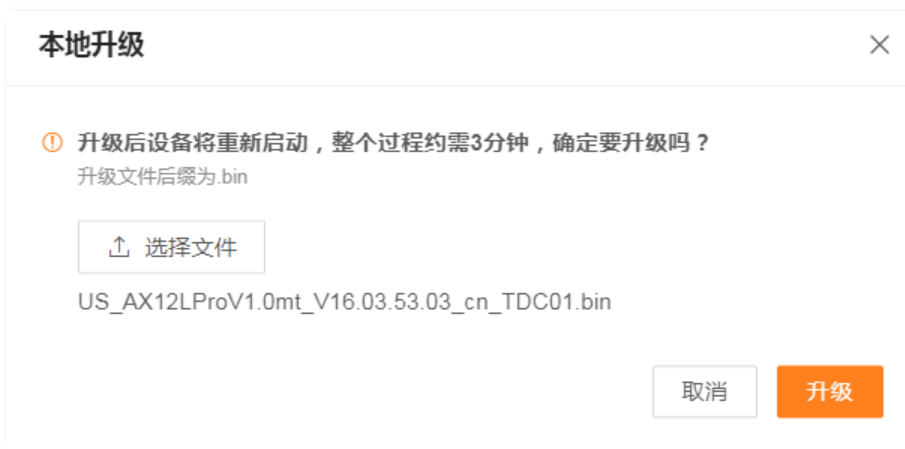 本地升级
升级后设备将重新启动，整个过程约需3分钟，确定要升级吗？
升级文件后缀为.bin
选择文件
US_AX12LProV1.0mt_V16.03.53.03_cn_TDC01.bin
取消
升级